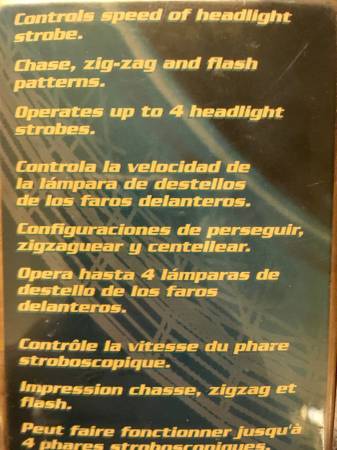 Controls speed of headlight
strobe.
Chase, zig-zag and flash
patterns.
Operates up to 4 headlight
strobes.
Controla la velocidad de
la lámpara de destellos
de los faros delanteros.
Configuraciones de perseguir,
zigzaguear y centellear.
Opera hasta 4 lámparas de
destello de los faros
delanteros.
Contrôle la vitesse du phare
stroboscopique.
Impression chasse, zigzag et
flash.
Peut faire fonctionner jusqu'à
4 phares stroboscopiques.